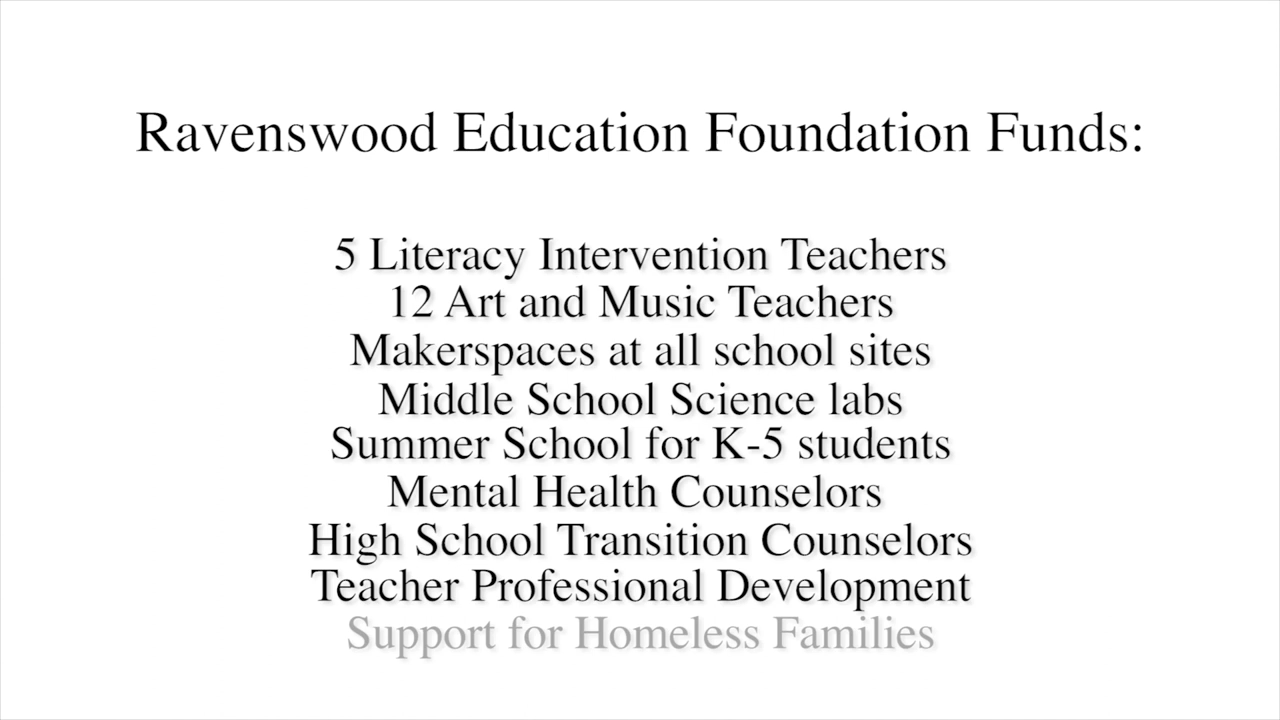 Ravenswood Education Foundation Funds:
5 Literacy Intervention Teachers
12 Art and Music Teachers
Makerspaces at all school sites
Middle School Science labs
Summer School for K-5 students
Mental Health Counselors
High School Transition Counselors
Teacher Professional Development
Support for Homeless Families